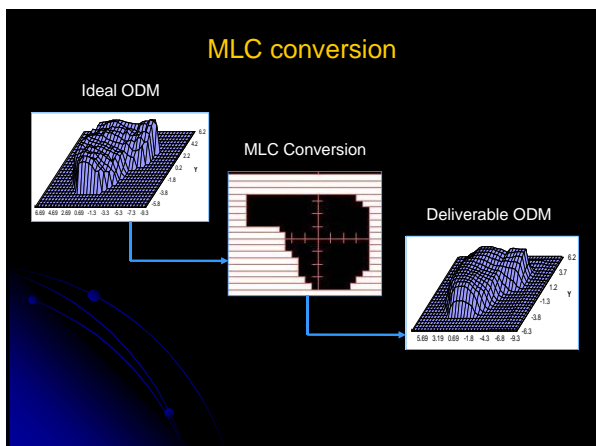 MLC conversion
Ideal ODM
6.2
4.2
2.2
0.2
Y
-1.8
-3.8
-5.8
6.69 4.69 2.69 0.69 -1.3 -3.3 -5.3 -7.3 -9.3
MLC Conversion
Deliverable ODM
6.2
3.7
1.2
Y
-1.3
-3.8
-6.3
5.69 3.19 0.69 -1.8 -4.3 -6.8 -9.3